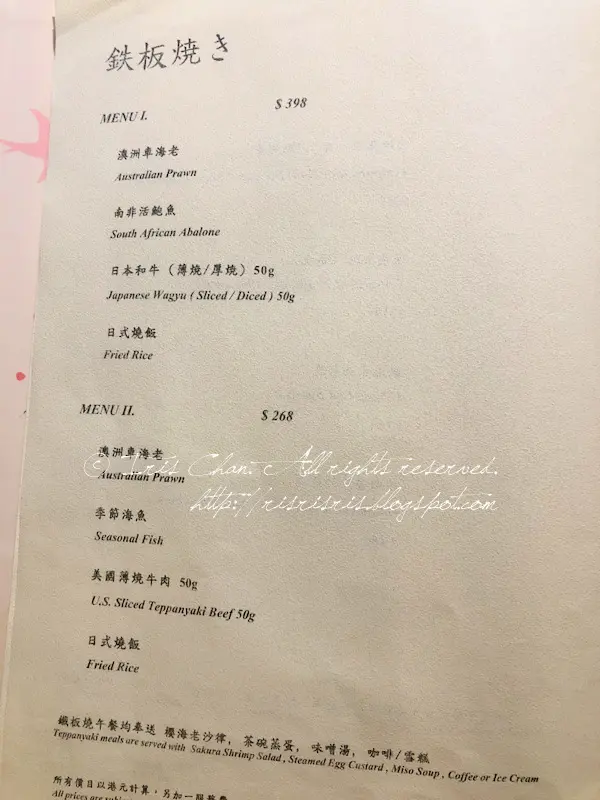 鉄板焼き
MENU I. $ 398
澳洲車海老
Australian Prawn
南非活鮑魚
South African Abalone
日本和牛 (薄燒/厚燒) 50g
Japanese Wagyu ( Sliced / Diced ) 50g
日式燒飯
Fried Rice
MENU II. $ 268
澳洲車海老
© Iris Chan. All rights reserved.
Australian Prawn
http://risrisris.blogspot.com
季節海魚
Seasonal Fish
美國薄燒牛肉 50g
U.S. Sliced Teppanyaki Beef 50g
日式燒飯
Fried Rice
鐵板燒午餐均奉送 櫻海老沙律, 茶碗蒸蛋, 味噌湯, 咖啡/雪糕
Teppanyaki meals are served with Sakura Shrimp Salad , Steamed Egg Custard , Miso Soup , Coffee or Ice Cream
所有價目以港元計算，另加一服務費
All prices are